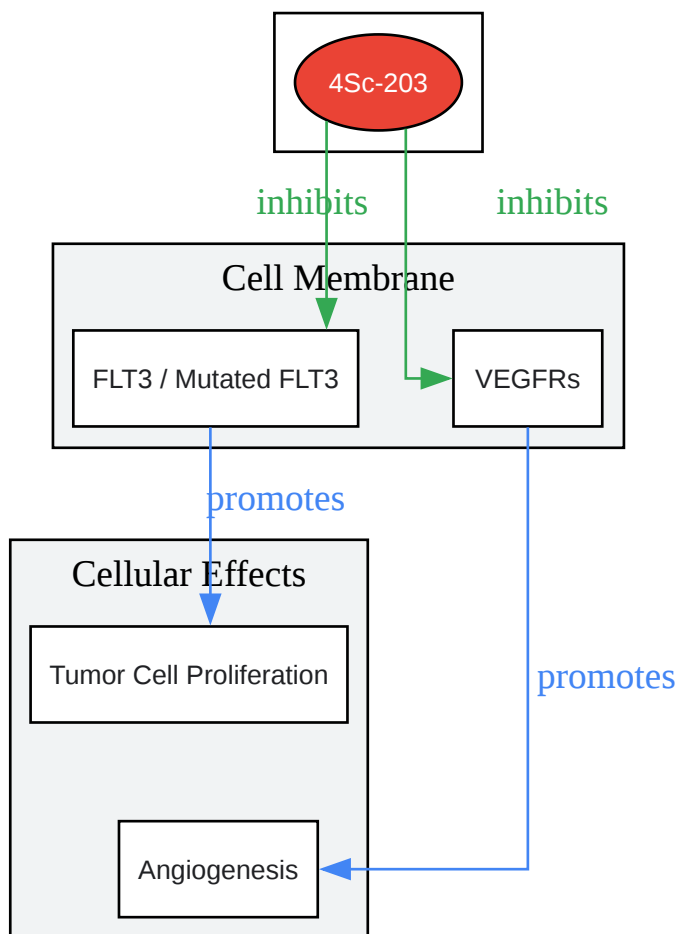 4Sc-203
inhibits
inhibits
Cell Membrane
FLT3 / Mutated FLT3
VEGFRs
promotes
Cellular Effects
Tumor Cell Proliferation
promotes
Angiogenesis